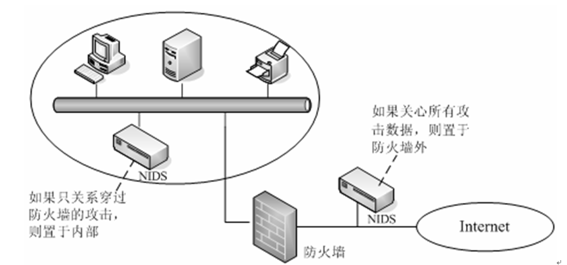 如果关心所有攻
击数据，则置于
防火墙外
NIDS
如果只关系穿过
防火墙的攻击，
则置于内部
NIDS
Internet
防火墙